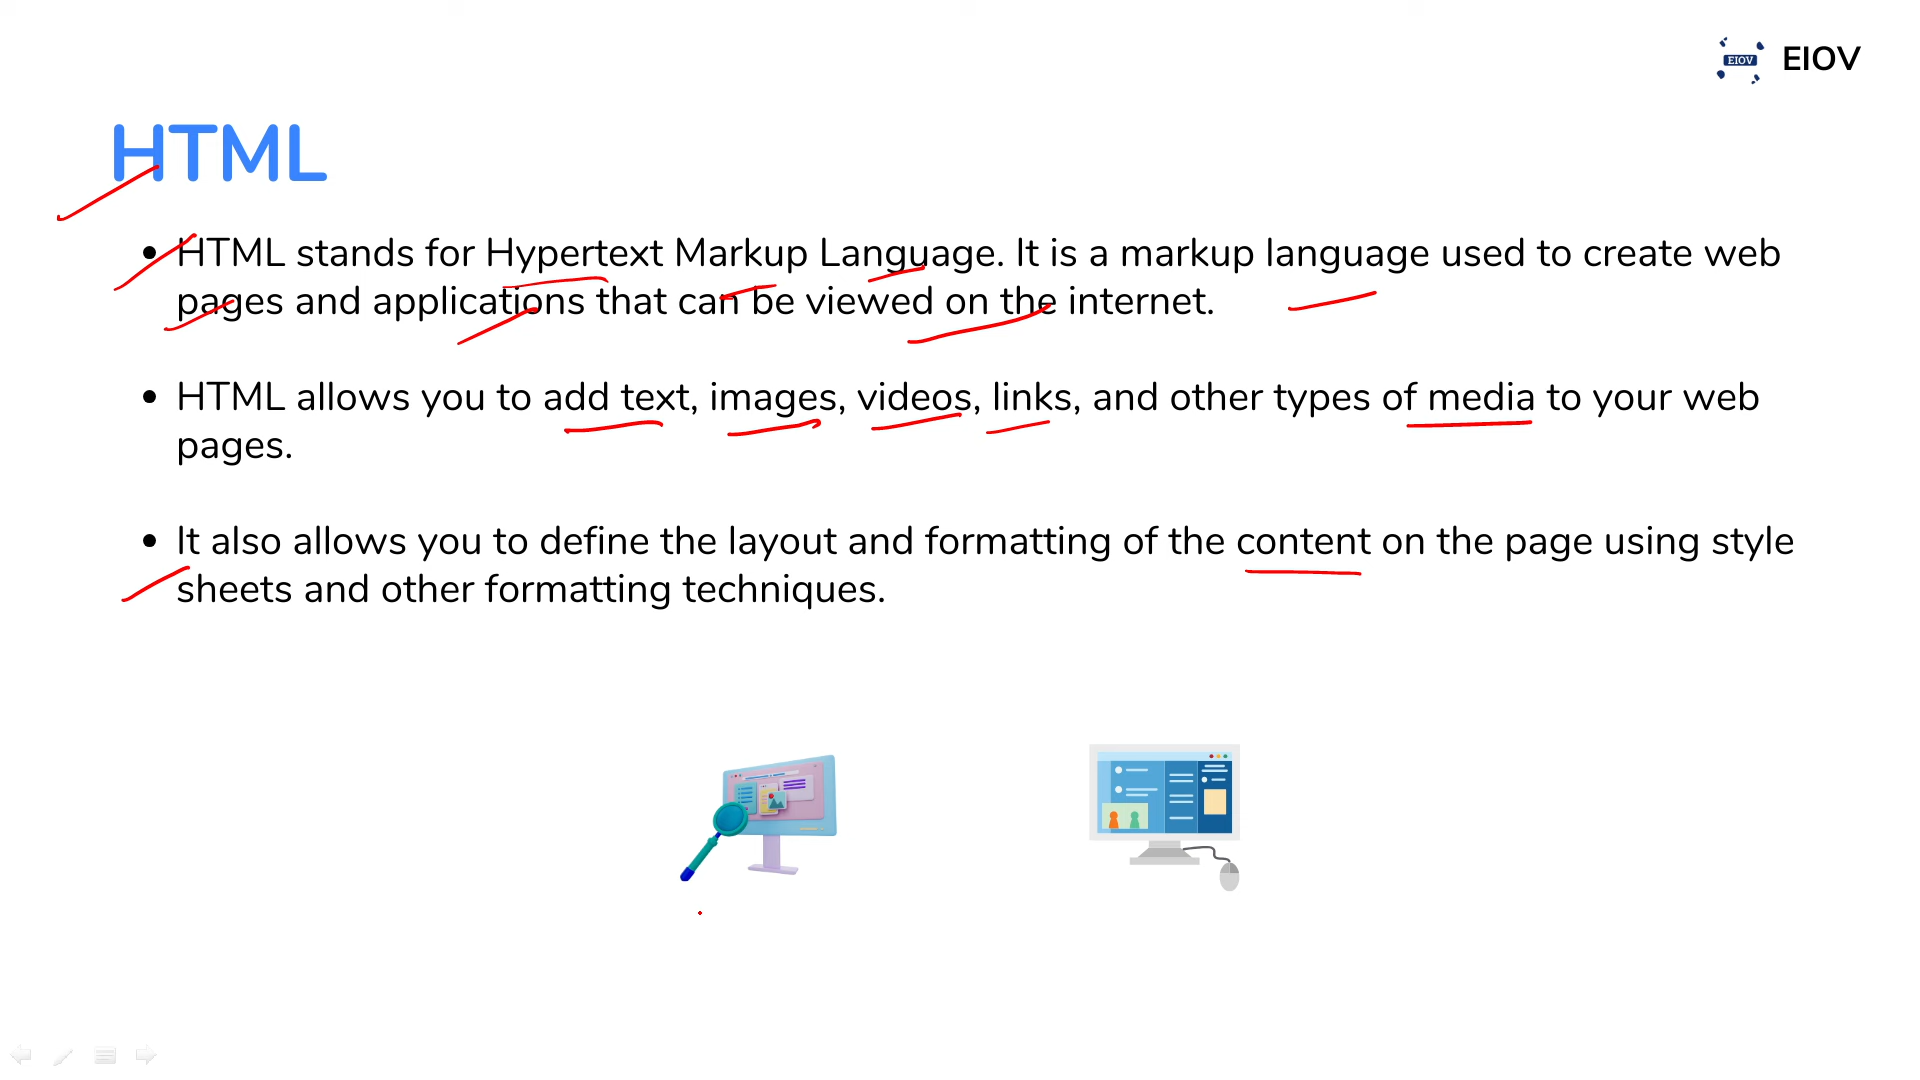 EIOV EIOV
HTML
• HTML stands for Hypertext Markup Language. It is a markup language used to create web
pages and applications that can be viewed on the internet.
• HTML allows you to add text, images, videos, links, and other types of media to your web
pages.
• It also allows you to define the layout and formatting of the content on the page using style
sheets and other formatting techniques.